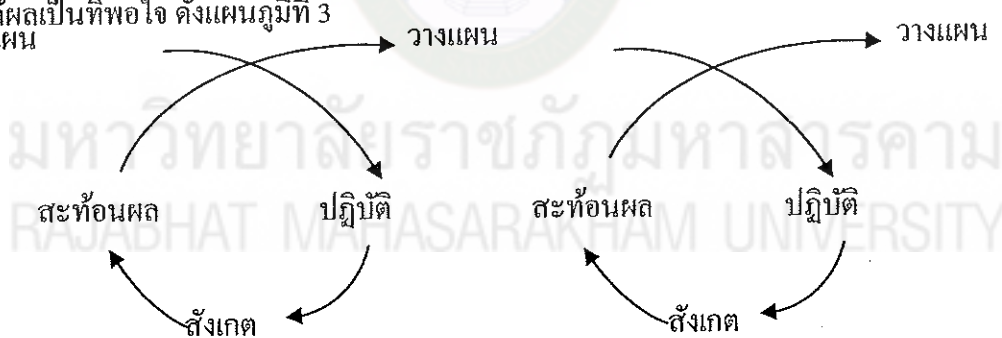 ผลเป็นที่พอใจ ดังแผนภูมิที่ 3
แผน
วางแผน
วางแผน
มหาวิทยาลัยราชภัฏมหาสารคาม
สะท้อนผล
ปฏิบัติ
สะท้อนผล
ปฏิบัติ
RAJABHAT MAHASARAKHAM UNIVERSITY
สังเกต
สังเกต